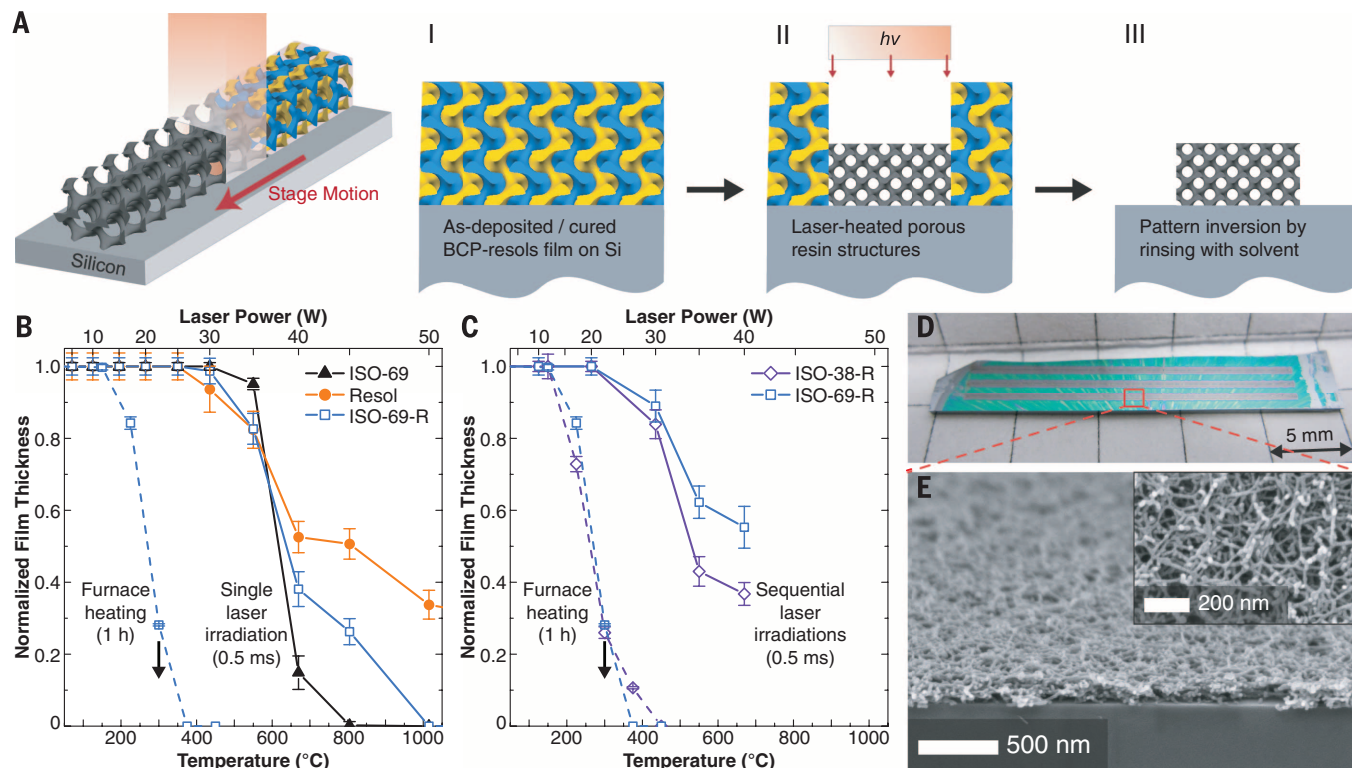 A
Stage Motion
Silicon
I
As-deposited / cured
BCP-resols film on Si
II
hν
Laser-heated porous
resin structures
III
Pattern inversion by
rinsing with solvent
B
Laser Power (W)
10 20 30 40 50
1.0
0.8
0.6
0.4
0.2
0
Normalized Film Thickness
ISO-69
Resol
ISO-69-R
Furnace
heating
(1 h)
Single
laser
irradiation
(0.5 ms)
200 400 600 800 1000
Temperature (°C)
C
Laser Power (W)
10 20 30 40 50
1.0
0.8
0.6
0.4
0.2
0
Normalized Film Thickness
ISO-38-R
ISO-69-R
Furnace
heating
(1 h)
Sequential
laser
irradiations
(0.5 ms)
200 400 600 800 1000
Temperature (°C)
D
5 mm
E
200 nm
500 nm